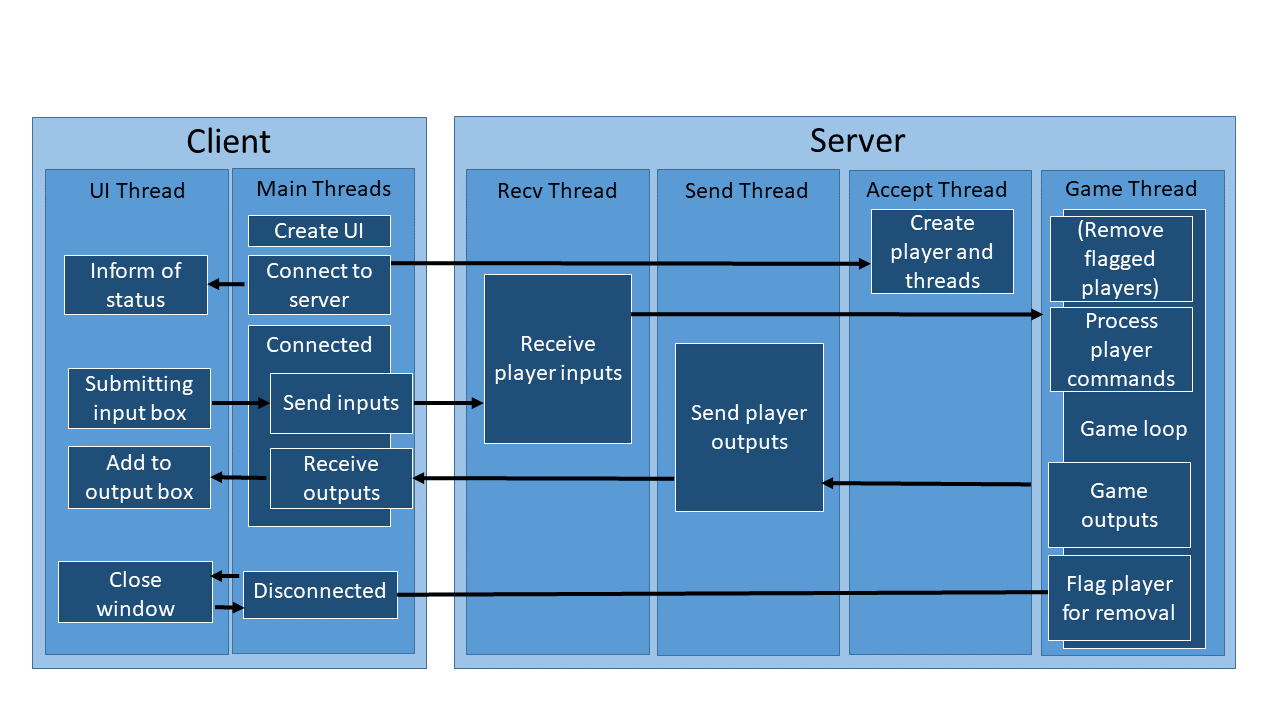 Client
UI Thread
Inform of
status
Submitting
input box
Add to
output box
Close
window
Main Threads
Create UI
Connect to
server
Connected
Send inputs
Receive
outputs
Disconnected
Server
Recv Thread
Receive
player inputs
Send Thread
Send player
outputs
Accept Thread
Create
player and
threads
Game Thread
(Remove
flagged
players)
Process
player
commands
Game loop
Game
outputs
Flag player
for removal